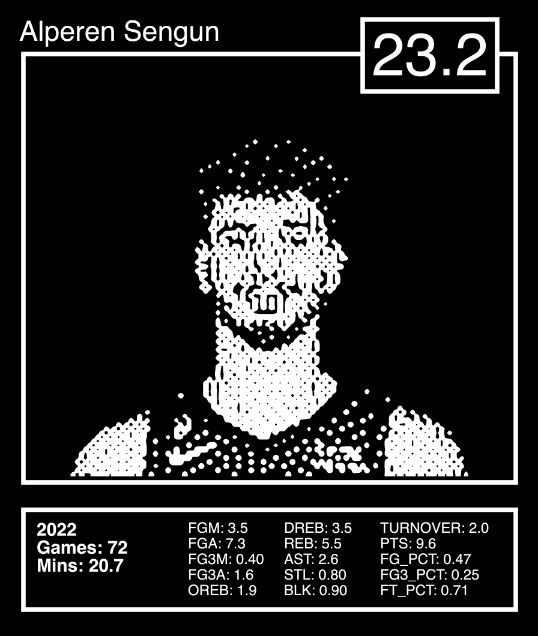 Alperen Sengun
23.2
2022
Games: 72
Mins: 20.7
FGM: 3.5
FGA: 7.3
FG3M: 0.40
FG3A: 1.6
OREB: 1.9
DREB: 3.5
REB: 5.5
AST: 2.6
STL: 0.80
BLK: 0.90
TURNOVER: 2.0
PTS: 9.6
FG_PCT: 0.47
FG3_PCT: 0.25
FT_PCT: 0.71